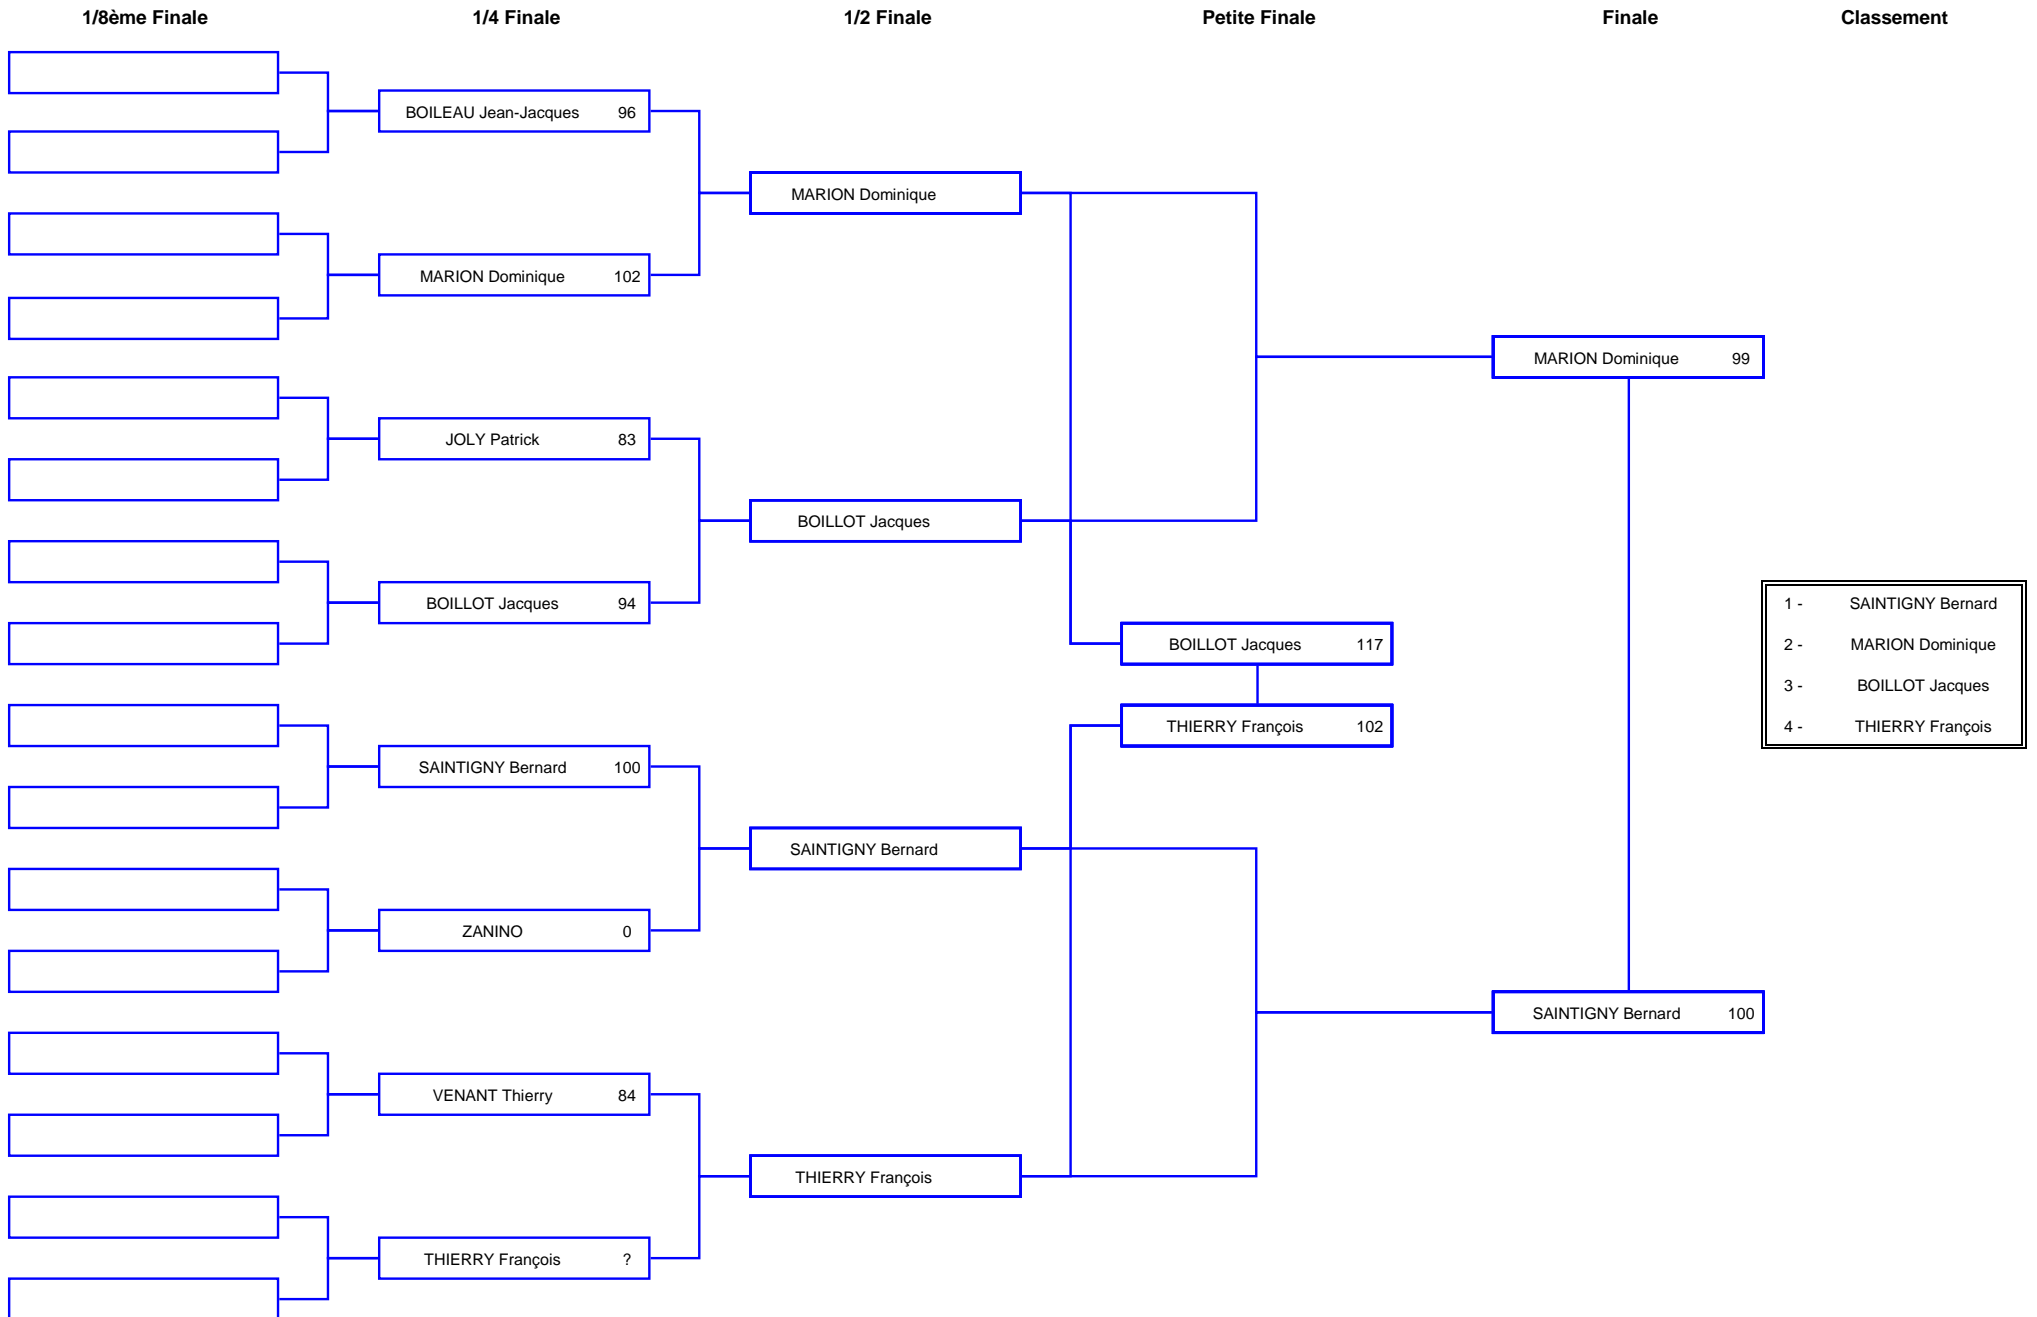 1/8ème Finale 1/4 Finale 1/2 Finale Petite Finale Finale Classement
BOILEAU Jean-Jacques 96
MARION Dominique
MARION Dominique 102
MARION Dominique 99
JOLY Patrick 83
BOILLOT Jacques
BOILLOT Jacques 94
1 - SAINTIGNY Bernard
BOILLOT Jacques 117
2 - MARION Dominique
3 - BOILLOT Jacques
THIERRY François 102
4 - THIERRY François
SAINTIGNY Bernard 100
SAINTIGNY Bernard
ZANINO 0
SAINTIGNY Bernard 100
VENANT Thierry 84
THIERRY François
THIERRY François ?